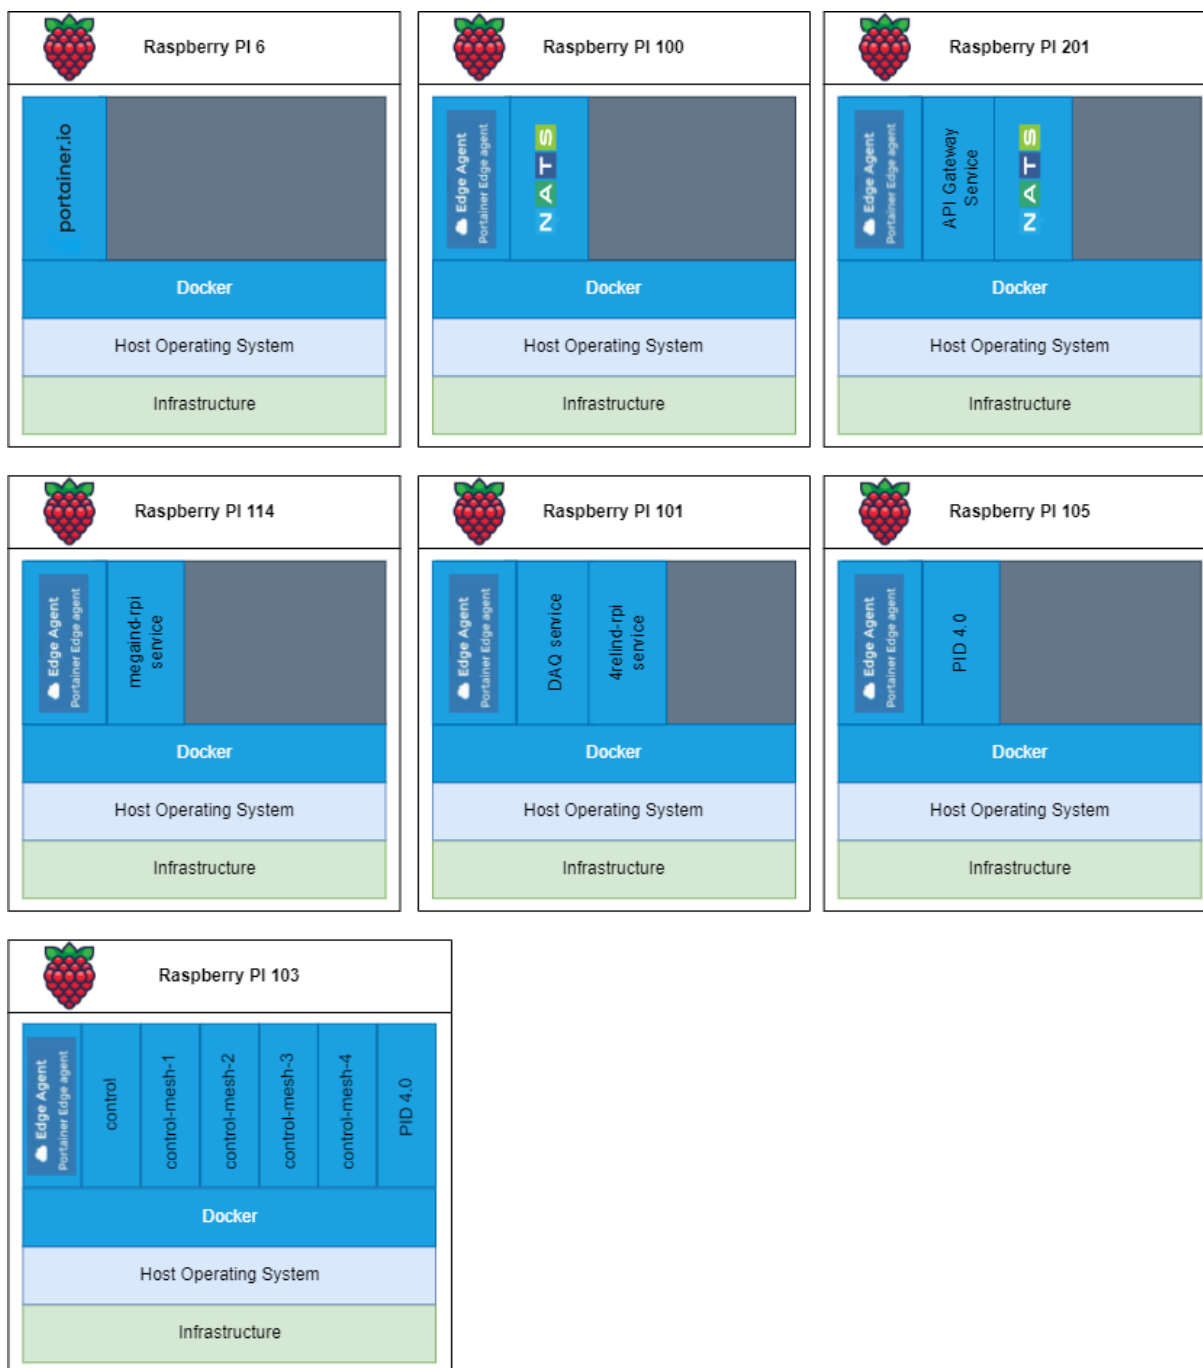 Raspberry PI 6
portainer.io
Docker
Host Operating System
Infrastructure
Raspberry PI 100
Edge Agent
Portainer Edge agent
NATS
Docker
Host Operating System
Infrastructure
Raspberry PI 201
Edge Agent
Portainer Edge agent
API Gateway
Service
NATS
Docker
Host Operating System
Infrastructure
Raspberry PI 114
Edge Agent
Portainer Edge agent
megaind-rpi
service
Docker
Host Operating System
Infrastructure
Raspberry PI 101
Edge Agent
Portainer Edge agent
DAQ service
4relind-rpi
service
Docker
Host Operating System
Infrastructure
Raspberry PI 105
Edge Agent
Portainer Edge agent
PID 4.0
Docker
Host Operating System
Infrastructure
Raspberry PI 103
Edge Agent
Portainer Edge agent
control
control-mesh-1
control-mesh-2
control-mesh-3
control-mesh-4
PID 4.0
Docker
Host Operating System
Infrastructure